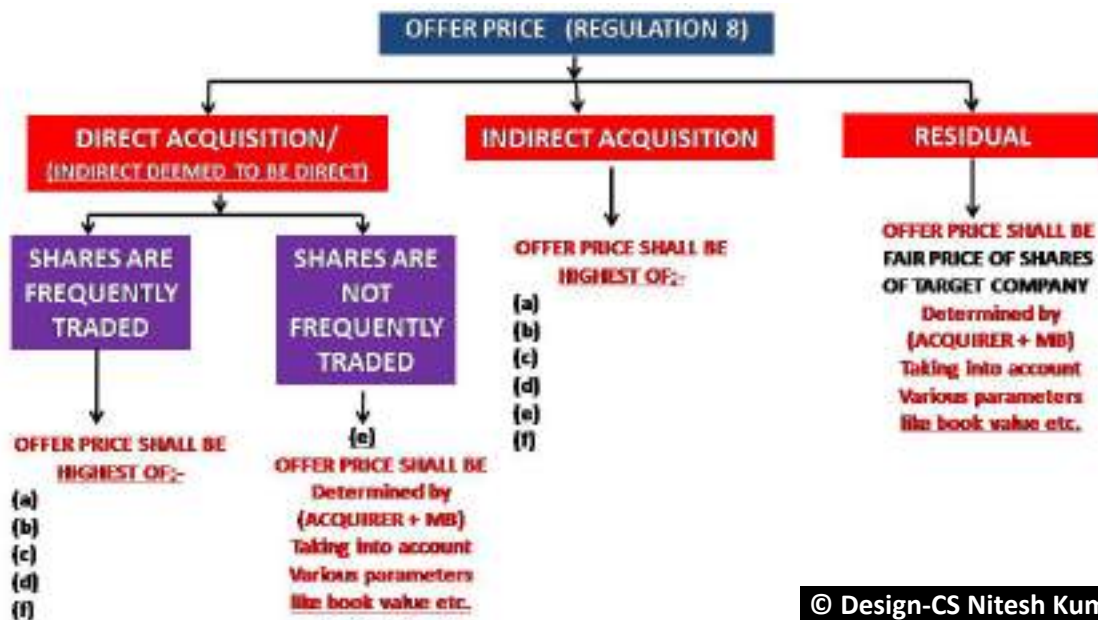 OFFER PRICE (REGULATION 8)
DIRECT ACQUISITION/
(INDIRECT DEEMED TO BE DIRECT)
SHARES ARE
FREQUENTLY
TRADED
OFFER PRICE SHALL BE
HIGHEST OF;-
(a)
(b)
(c)
(d)
(f)
SHARES ARE
NOT
FREQUENTLY
TRADED
(e)
OFFER PRICE SHALL BE
Determined by
(ACQUIRER + MB)
Taking into account
Various parameters
like book value etc.
INDIRECT ACQUISITION
OFFER PRICE SHALL BE
HIGHEST OF;-
(a)
(b)
(c)
(d)
(e)
(f)
RESIDUAL
OFFER PRICE SHALL BE
FAIR PRICE OF SHARES
OF TARGET COMPANY
Determined by
(ACQUIRER + MB)
Taking into account
Various parameters
like book value etc.
© Design-CS Nitesh Kum